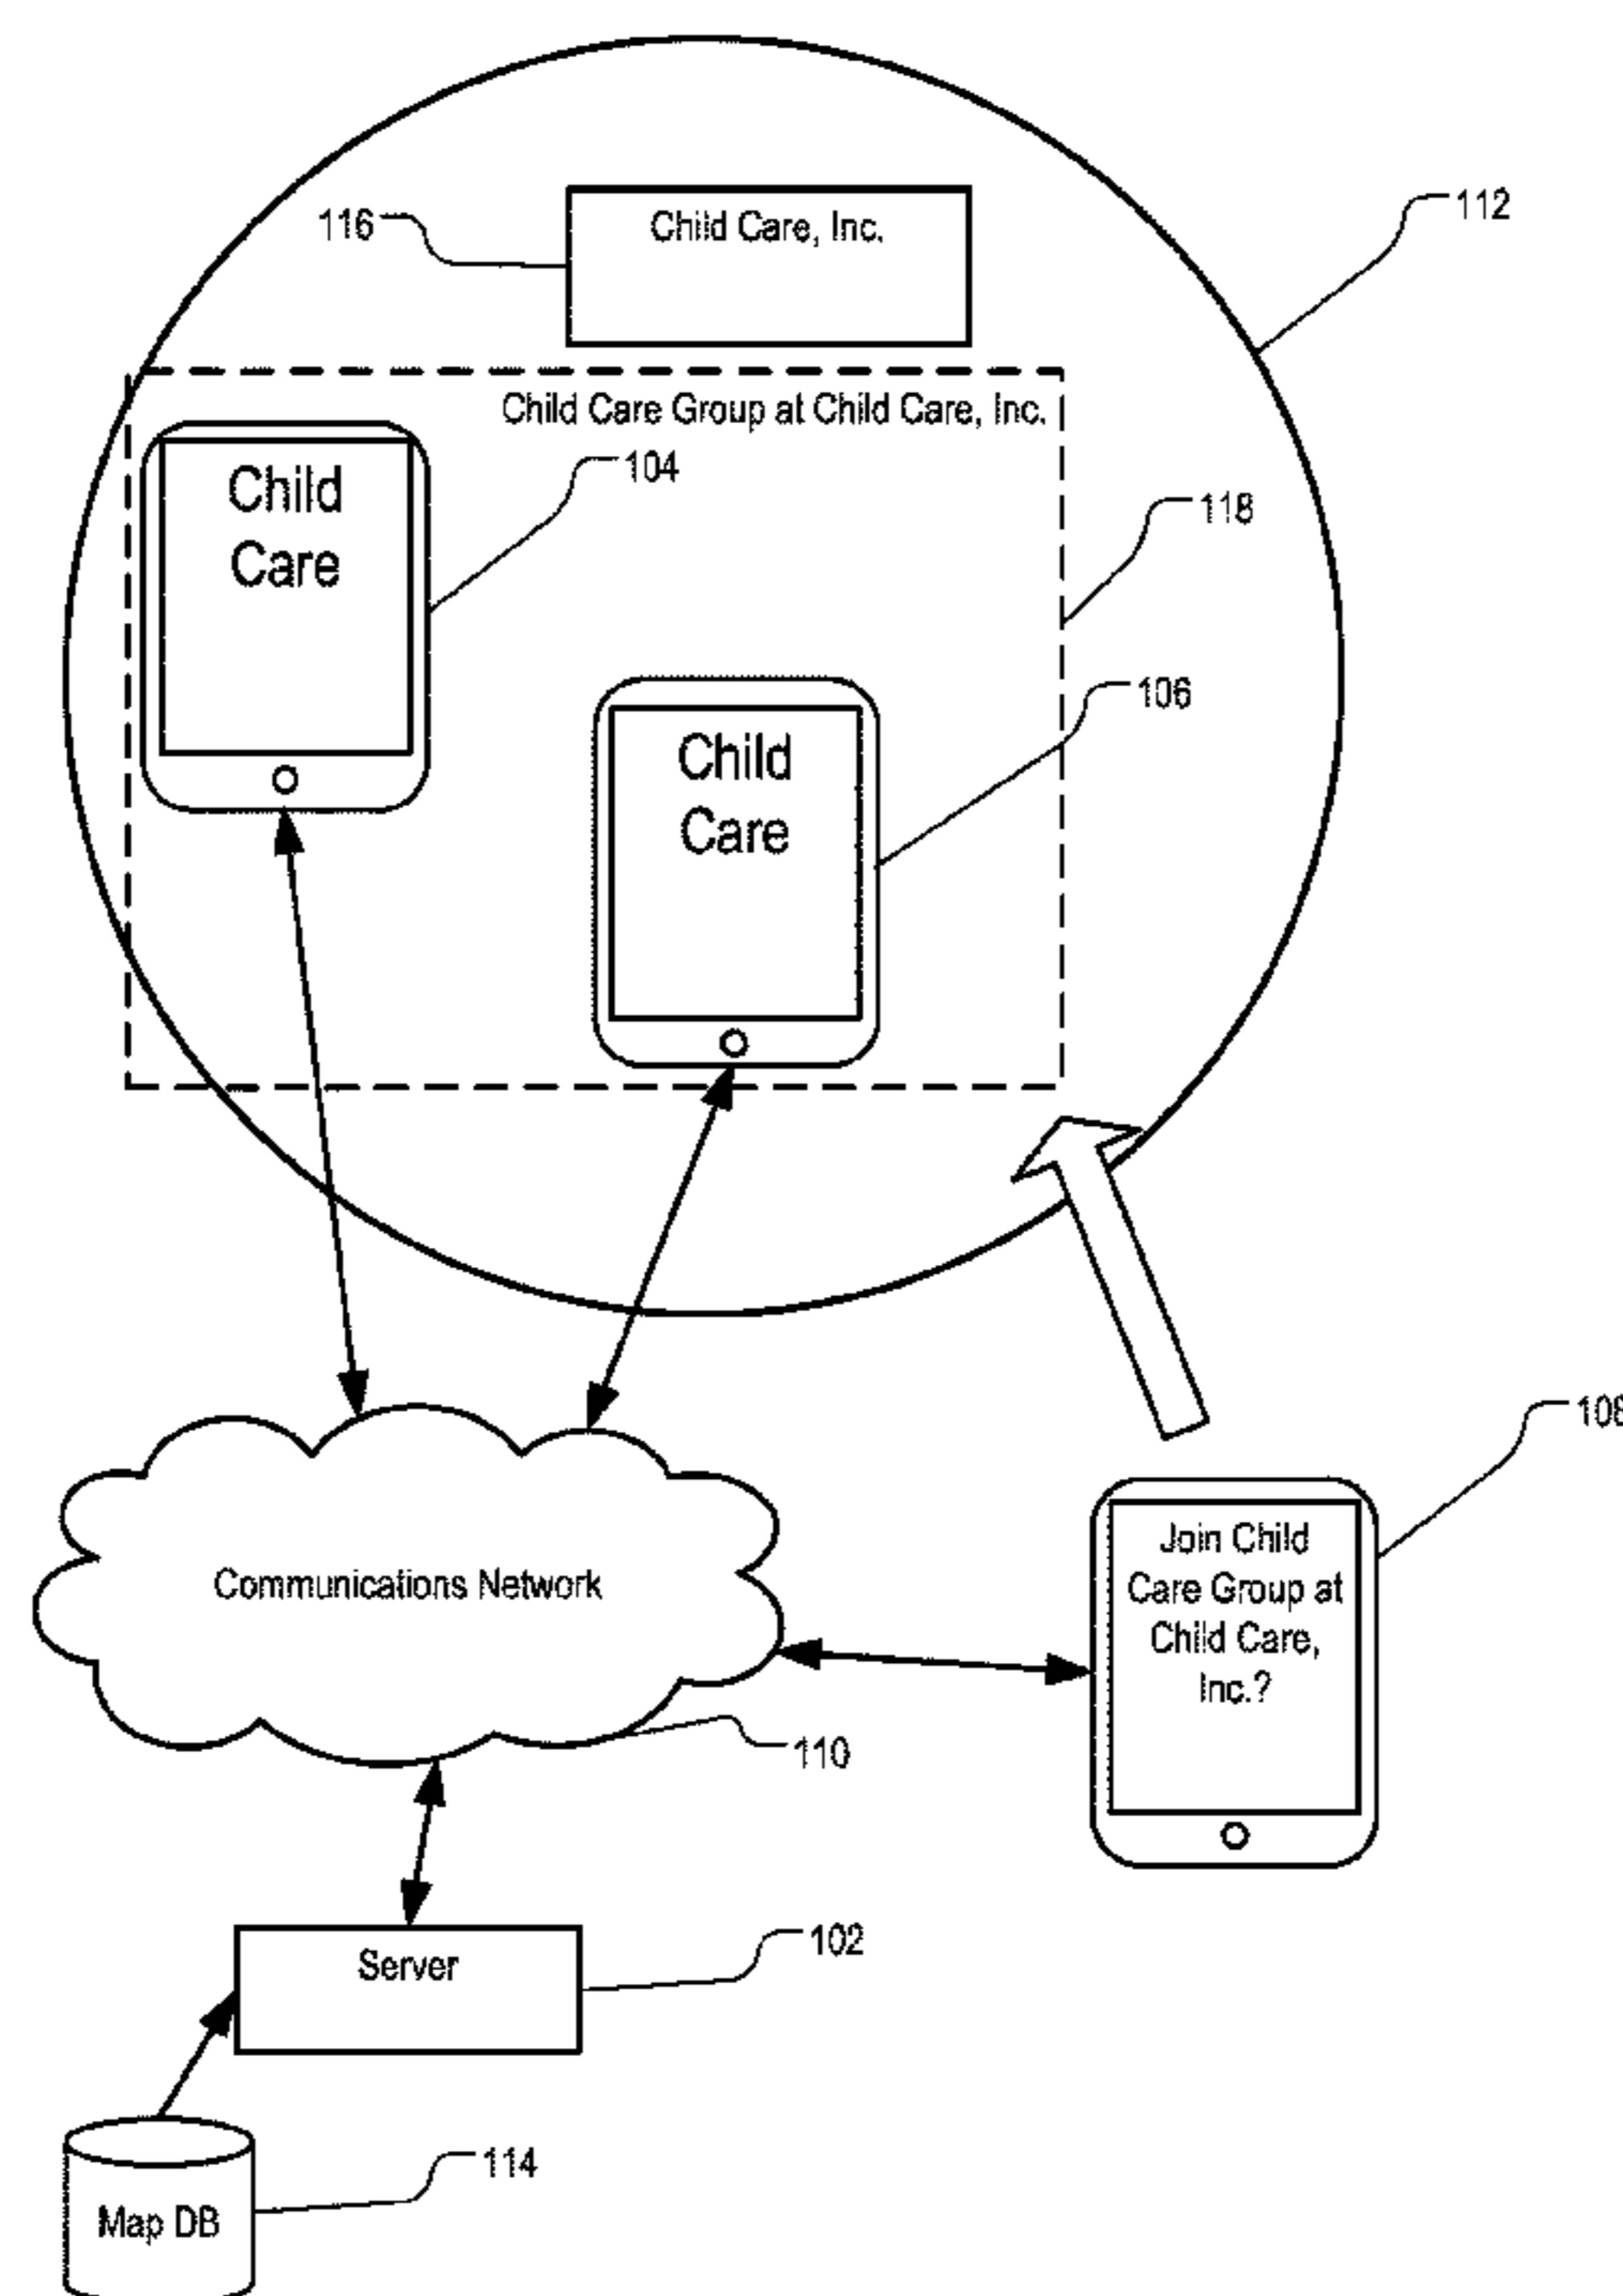 112
116
Child Care, Inc.
Child Care Group at Child Care, Inc.
104
Child
Care
118
106
Child
Care
108
Join Child
Care Group at
Child Care,
Inc.?
Communications Network
110
102
Server
114
Map DB